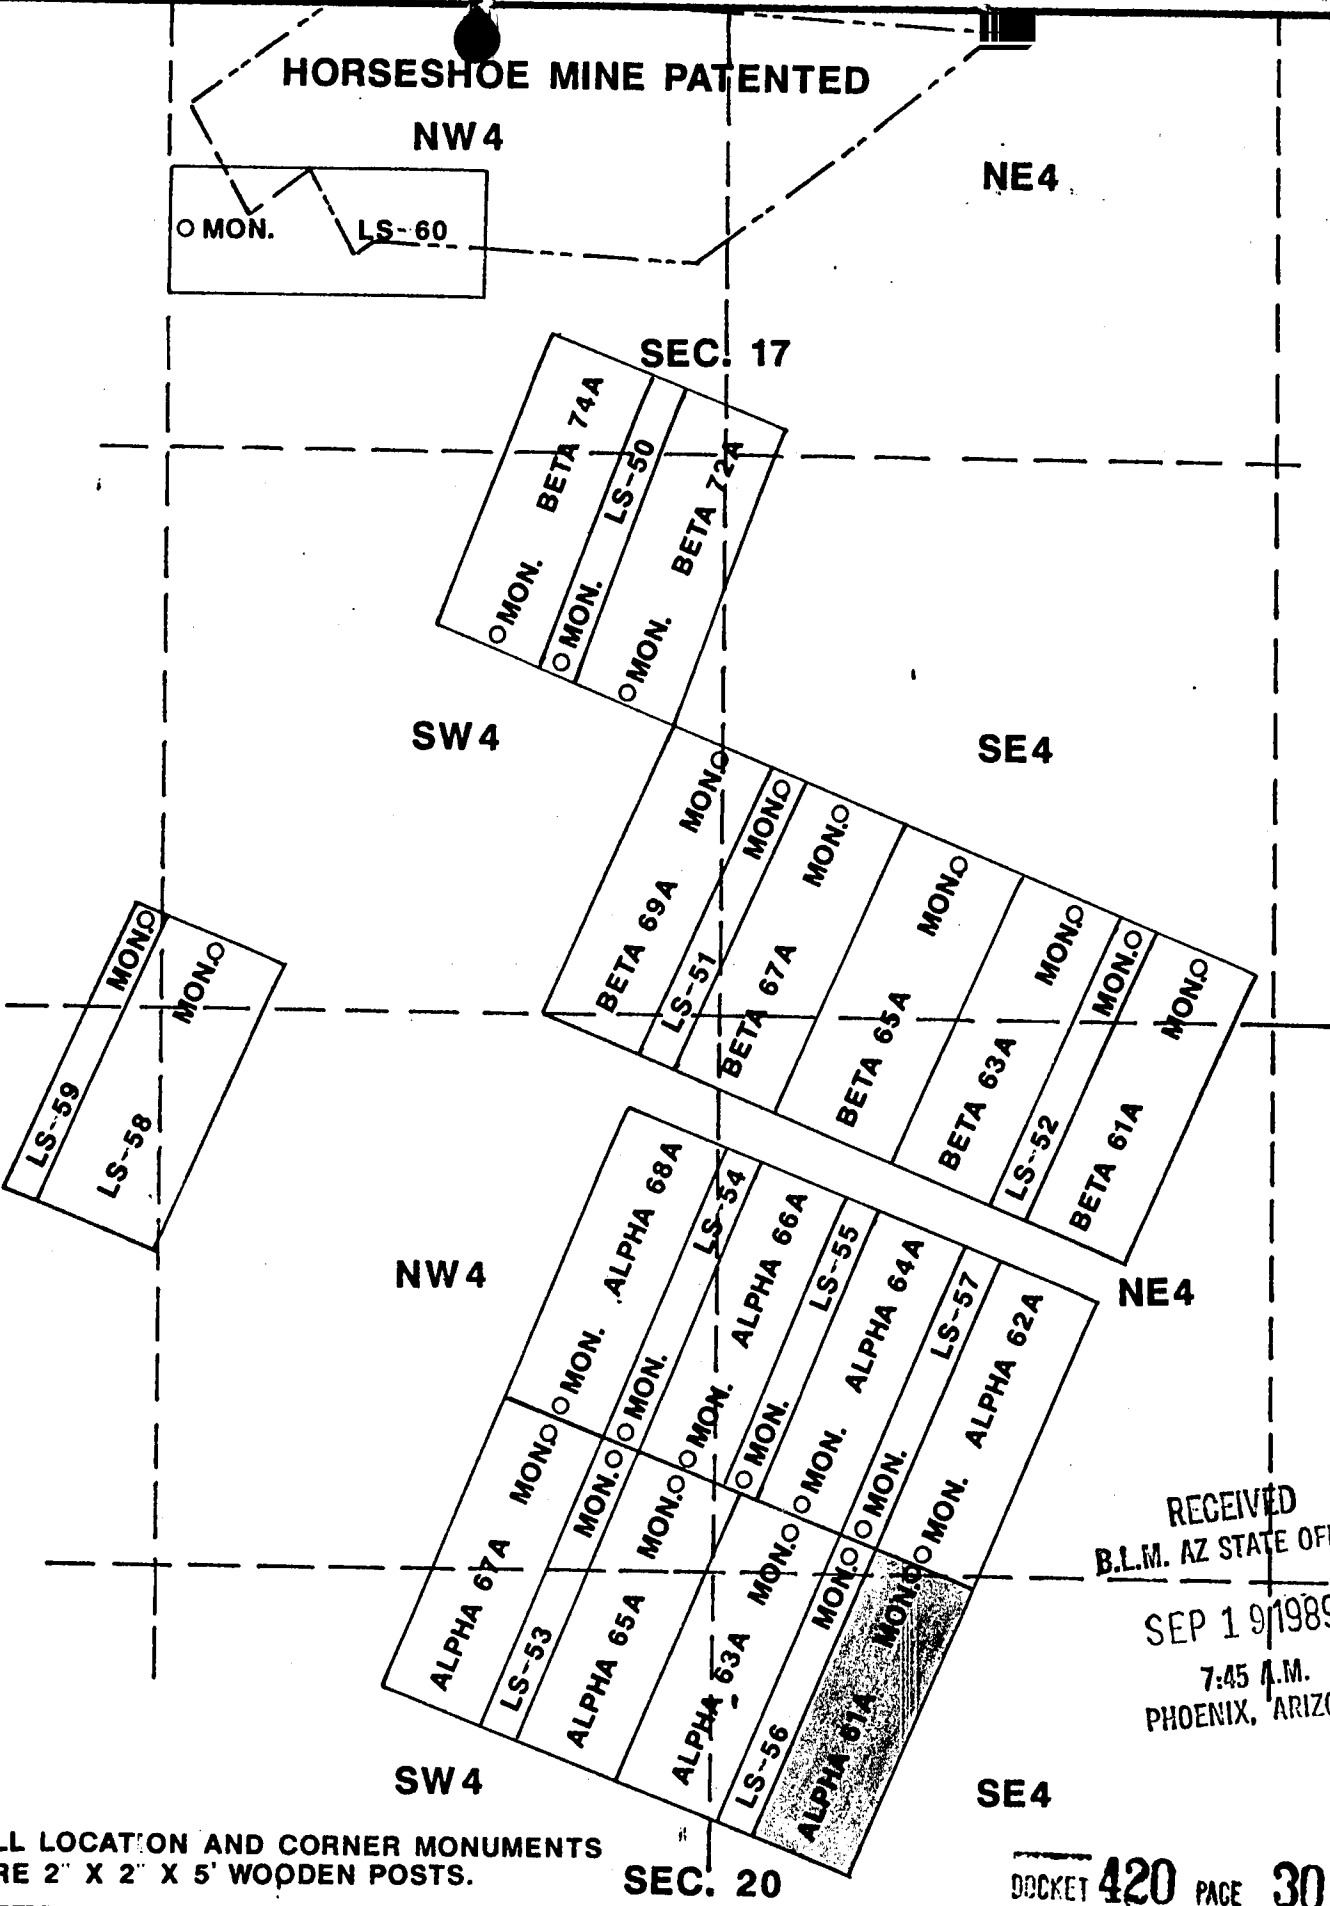 HORSESHOE MINE PATENTED
NW4
NE4
MON. LS-60
SEC. 17
BETA 74A
MON.
LS-50
MON.
BETA 72A
MON.
SW4
SE4
MON.
BETA 69A
MON.
LS-51
MON.
BETA 67A
MON.
BETA 65A
MON.
BETA 63A
MON.
LS-52
MON.
BETA 61A
MON.
LS-59
MON.
LS-58
NW4
NE4
ALPHA 68A
MON.
LS-54
MON.
ALPHA 66A
MON.
LS-55
MON.
ALPHA 64A
MON.
LS-57
MON.
ALPHA 62A
MON.
MON.
ALPHA 67A
MON.
LS-53
MON.
ALPHA 65A
MON.
ALPHA 63A
MON.
LS-56
MON.
ALPHA 61A
RECEIVED
B.L.M. AZ STATE
SEP 19 1989
7:45 A.M.
PHOENIX,
SW4
SE4
LOCATION AND CORNER MONUMENTS
2" X 2" X 5' WOODEN POSTS.
SEC. 20
DOCKET 420 PAGE 30